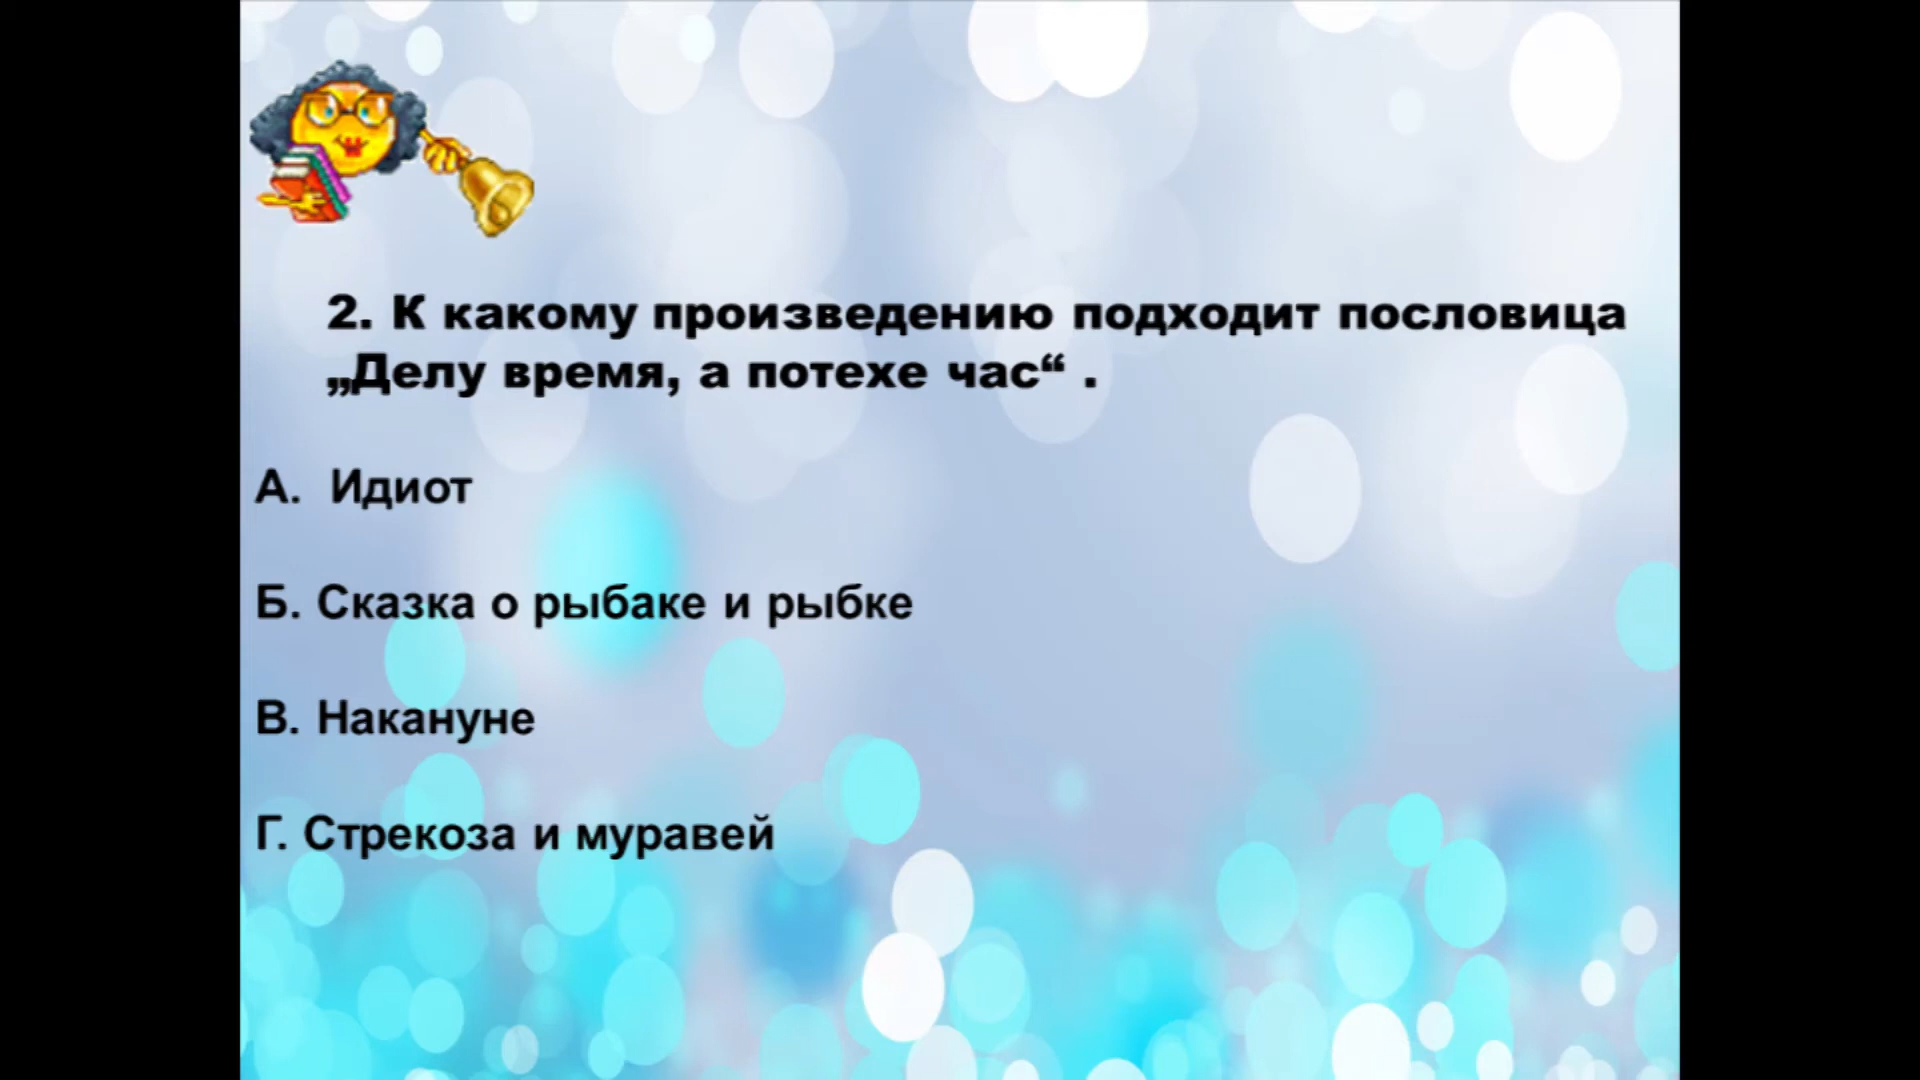 2. К какому произведению подходит пословица
„Делу время, а потехе час“ .
А. Идиот
Б. Сказка о рыбаке и рыбке
В. Накануне
Г. Стрекоза и муравей